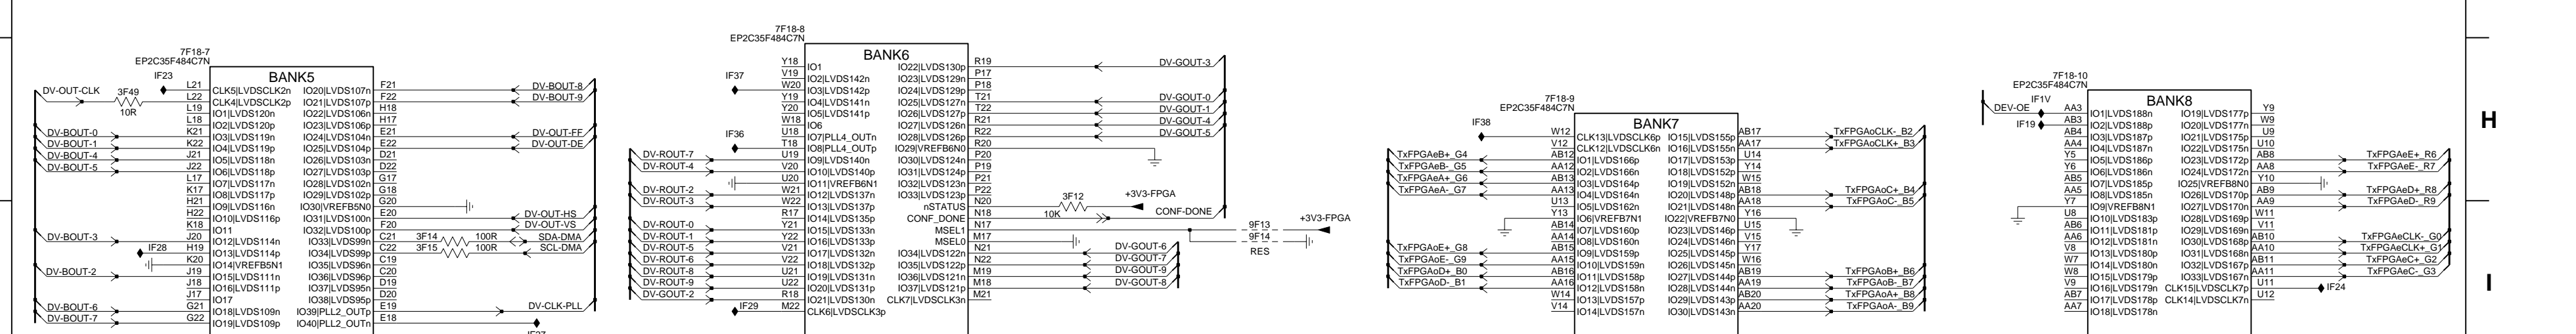 7F18-7
EP2C35F484C7N
BANK5
IF23
DV-OUT-CLK 3F49 10R
L21 CLK5|LVDSCLK2n IO20|LVDS107n F21 DV-BOUT-8
L22 CLK4|LVDSCLK2p IO21|LVDS107p F22 DV-BOUT-9
L19 IO1|LVDS120n IO22|LVDS106n H18
L18 IO2|LVDS120p IO23|LVDS106p H17
DV-BOUT-0 K21 IO3|LVDS119n IO24|LVDS104n E21 DV-OUT-FF
DV-BOUT-1 K22 IO4|LVDS119p IO25|LVDS104p E22 DV-OUT-DE
DV-BOUT-4 J21 IO5|LVDS118n IO26|LVDS103n D21
DV-BOUT-5 J22 IO6|LVDS118p IO27|LVDS103p D22
L17 IO7|LVDS117n IO28|LVDS102n G17
K17 IO8|LVDS117p IO29|LVDS102p G18
H21 IO9|LVDS116n IO30|VREFB5N0 G20
H22 IO10|LVDS116p IO31|LVDS100n E20 DV-OUT-HS
K18 IO11 IO32|LVDS100p F20 DV-OUT-VS
DV-BOUT-3 J20 IO12|LVDS114n IO33|LVDS99n C21 3F14 100R SDA-DMA
IF28 H19 IO13|LVDS114p IO34|LVDS99p C22 3F15 100R SCL-DMA
K20 IO14|VREFB5N1 IO35|LVDS96n C19
DV-BOUT-2 J19 IO15|LVDS111n IO36|LVDS96p C20
J18 IO16|LVDS111p IO37|LVDS95n D19
J17 IO17 IO38|LVDS95p D20
DV-BOUT-6 G21 IO18|LVDS109n IO39|PLL2_OUTp E19 DV-CLK-PLL
DV-BOUT-7 G22 IO19|LVDS109p IO40|PLL2_OUTn E18
7F18-8
EP2C35F484C7N
BANK6
Y18 IO1 IO22|LVDS130p R19 DV-GOUT-3
IF37
V19 IO2|LVDS142n IO23|LVDS129n P17
W20 IO3|LVDS142p IO24|LVDS129p P18
Y19 IO4|LVDS141n IO25|LVDS127n T21 DV-GOUT-0
Y20 IO5|LVDS141p IO26|LVDS127p T22 DV-GOUT-1
W18 IO6 IO27|LVDS126n R21 DV-GOUT-4
IF36
U18 IO7|PLL4_OUTn IO28|LVDS126p R22 DV-GOUT-5
T18 IO8|PLL4_OUTp IO29|VREFB6N0 R20
DV-ROUT-7 U19 IO9|LVDS140n IO30|LVDS124n P20
DV-ROUT-4 V20 IO10|LVDS140p IO31|LVDS124p P19
U20 IO11|VREFB6N1 IO32|LVDS123n P21
DV-ROUT-2 W21 IO12|LVDS137n IO33|LVDS123p P22
DV-ROUT-3 W22 IO13|LVDS137p nSTATUS N20 3F12 10K +3V3-FPGA
R17 IO14|LVDS135p CONF_DONE N18 CONF-DONE
DV-ROUT-0 Y21 IO15|LVDS133n MSEL1 N17 9F13 +3V3-FPGA
DV-ROUT-1 Y22 IO16|LVDS133p MSEL0 M17 9F14 RES
DV-ROUT-5 V21 IO17|LVDS132n IO34|LVDS122n N21 DV-GOUT-6
DV-ROUT-6 V22 IO18|LVDS132p IO35|LVDS122p N22 DV-GOUT-7
DV-ROUT-8 U21 IO19|LVDS131n IO36|LVDS121n M19 DV-GOUT-9
DV-ROUT-9 U22 IO20|LVDS131p IO37|LVDS121p M18 DV-GOUT-8
DV-GOUT-2 R18 IO21|LVDS130n CLK7|LVDSCLK3n M21
IF29 M22 CLK6|LVDSCLK3p
7F18-9
EP2C35F484C7N
BANK7
IF38
W12 CLK13|LVDSCLK6p IO15|LVDS155p AB17 TxFPGAoCLK-_B2
V12 CLK12|LVDSCLK6n IO16|LVDS155n AA17 TxFPGAoCLK+_B3
TxFPGAeB+_G4 AB12 IO1|LVDS166p IO17|LVDS153p U14
TxFPGAeB-_G5 AA12 IO2|LVDS166n IO18|LVDS153n Y14
TxFPGAeA+_G6 AB13 IO3|LVDS164p IO19|LVDS152n W15
TxFPGAeA-_G7 AA13 IO4|LVDS164n IO20|LVDS148p AB18 TxFPGAoC+_B4
U13 IO5|LVDS162n IO21|LVDS148n AA18 TxFPGAoC-_B5
Y13 IO6|VREFB7N1 IO22|VREFB7N0 Y16
AB14 IO7|LVDS160p IO23|LVDS146p U15
AA14 IO8|LVDS160n IO24|LVDS146n V15
TxFPGAoE+_G8 AB15 IO9|LVDS159p IO25|LVDS145p Y17
TxFPGAoE-_G9 AA15 IO10|LVDS159n IO26|LVDS145n W16
TxFPGAoD+_B0 AB16 IO11|LVDS158p IO27|LVDS144p AB19 TxFPGAoB+_B6
TxFPGAoD-_B1 AA16 IO12|LVDS158n IO28|LVDS144n AA19 TxFPGAoB-_B7
W14 IO13|LVDS157p IO29|LVDS143p AB20 TxFPGAoA+_B8
V14 IO14|LVDS157n IO30|LVDS143n AA20 TxFPGAoA-_B9
7F18-10
EP2C35F484C7N
BANK8
DEV-OE IF1V AA3 IO1|LVDS188n IO19|LVDS177p Y9
IF19 AB3 IO2|LVDS188p IO20|LVDS177n W9
AB4 IO3|LVDS187p IO21|LVDS175p U9
AA4 IO4|LVDS187n IO22|LVDS175n U10
Y5 IO5|LVDS186p IO23|LVDS172p AB8 TxFPGAeE+_R6
Y6 IO6|LVDS186n IO24|LVDS172n AA8 TxFPGAeE-_R7
AB5 IO7|LVDS185p IO25|VREFB8N0 Y10
AA5 IO8|LVDS185n IO26|LVDS170p AB9 TxFPGAeD+_R8
Y7 IO9|VREFB8N1 IO27|LVDS170n AA9 TxFPGAeD-_R9
U8 IO10|LVDS183p IO28|LVDS169p W11
AB6 IO11|LVDS181p IO29|LVDS169n V11
AA6 IO12|LVDS181n IO30|LVDS168p AB10 TxFPGAeCLK-_G0
V8 IO13|LVDS180p IO31|LVDS168n AA10 TxFPGAeCLK+_G1
W7 IO14|LVDS180n IO32|LVDS167p AB11 TxFPGAeC+_G2
W8 IO15|LVDS179p IO33|LVDS167n AA11 TxFPGAeC-_G3
V9 IO16|LVDS179n CLK15|LVDSCLK7p U11 IF24
AB7 IO17|LVDS178p CLK14|LVDSCLK7n U12
AA7 IO18|LVDS178n
H
I